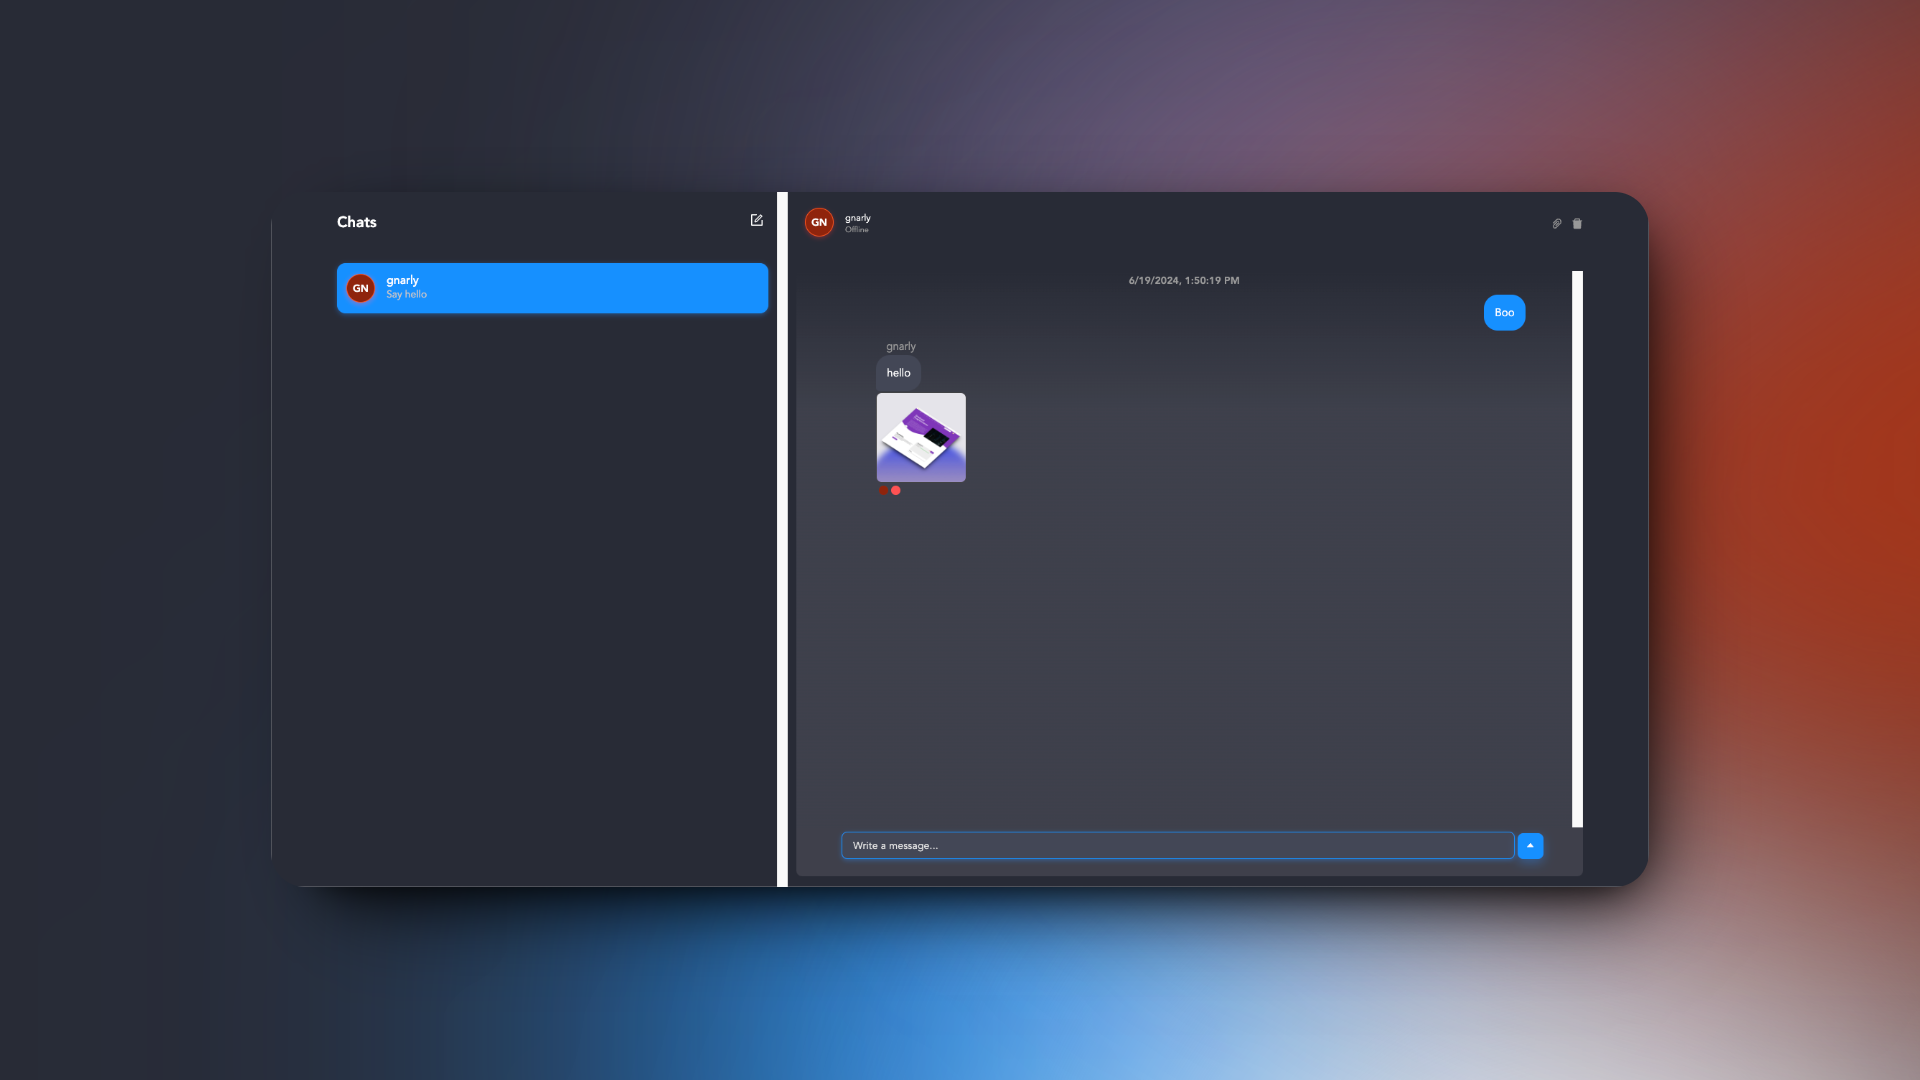 Chats
GN
gnarly
Say hello
GN
gnarly
Offline
6/19/2024, 1:50:19 PM
Boo
gnarly
hello
Write a message...